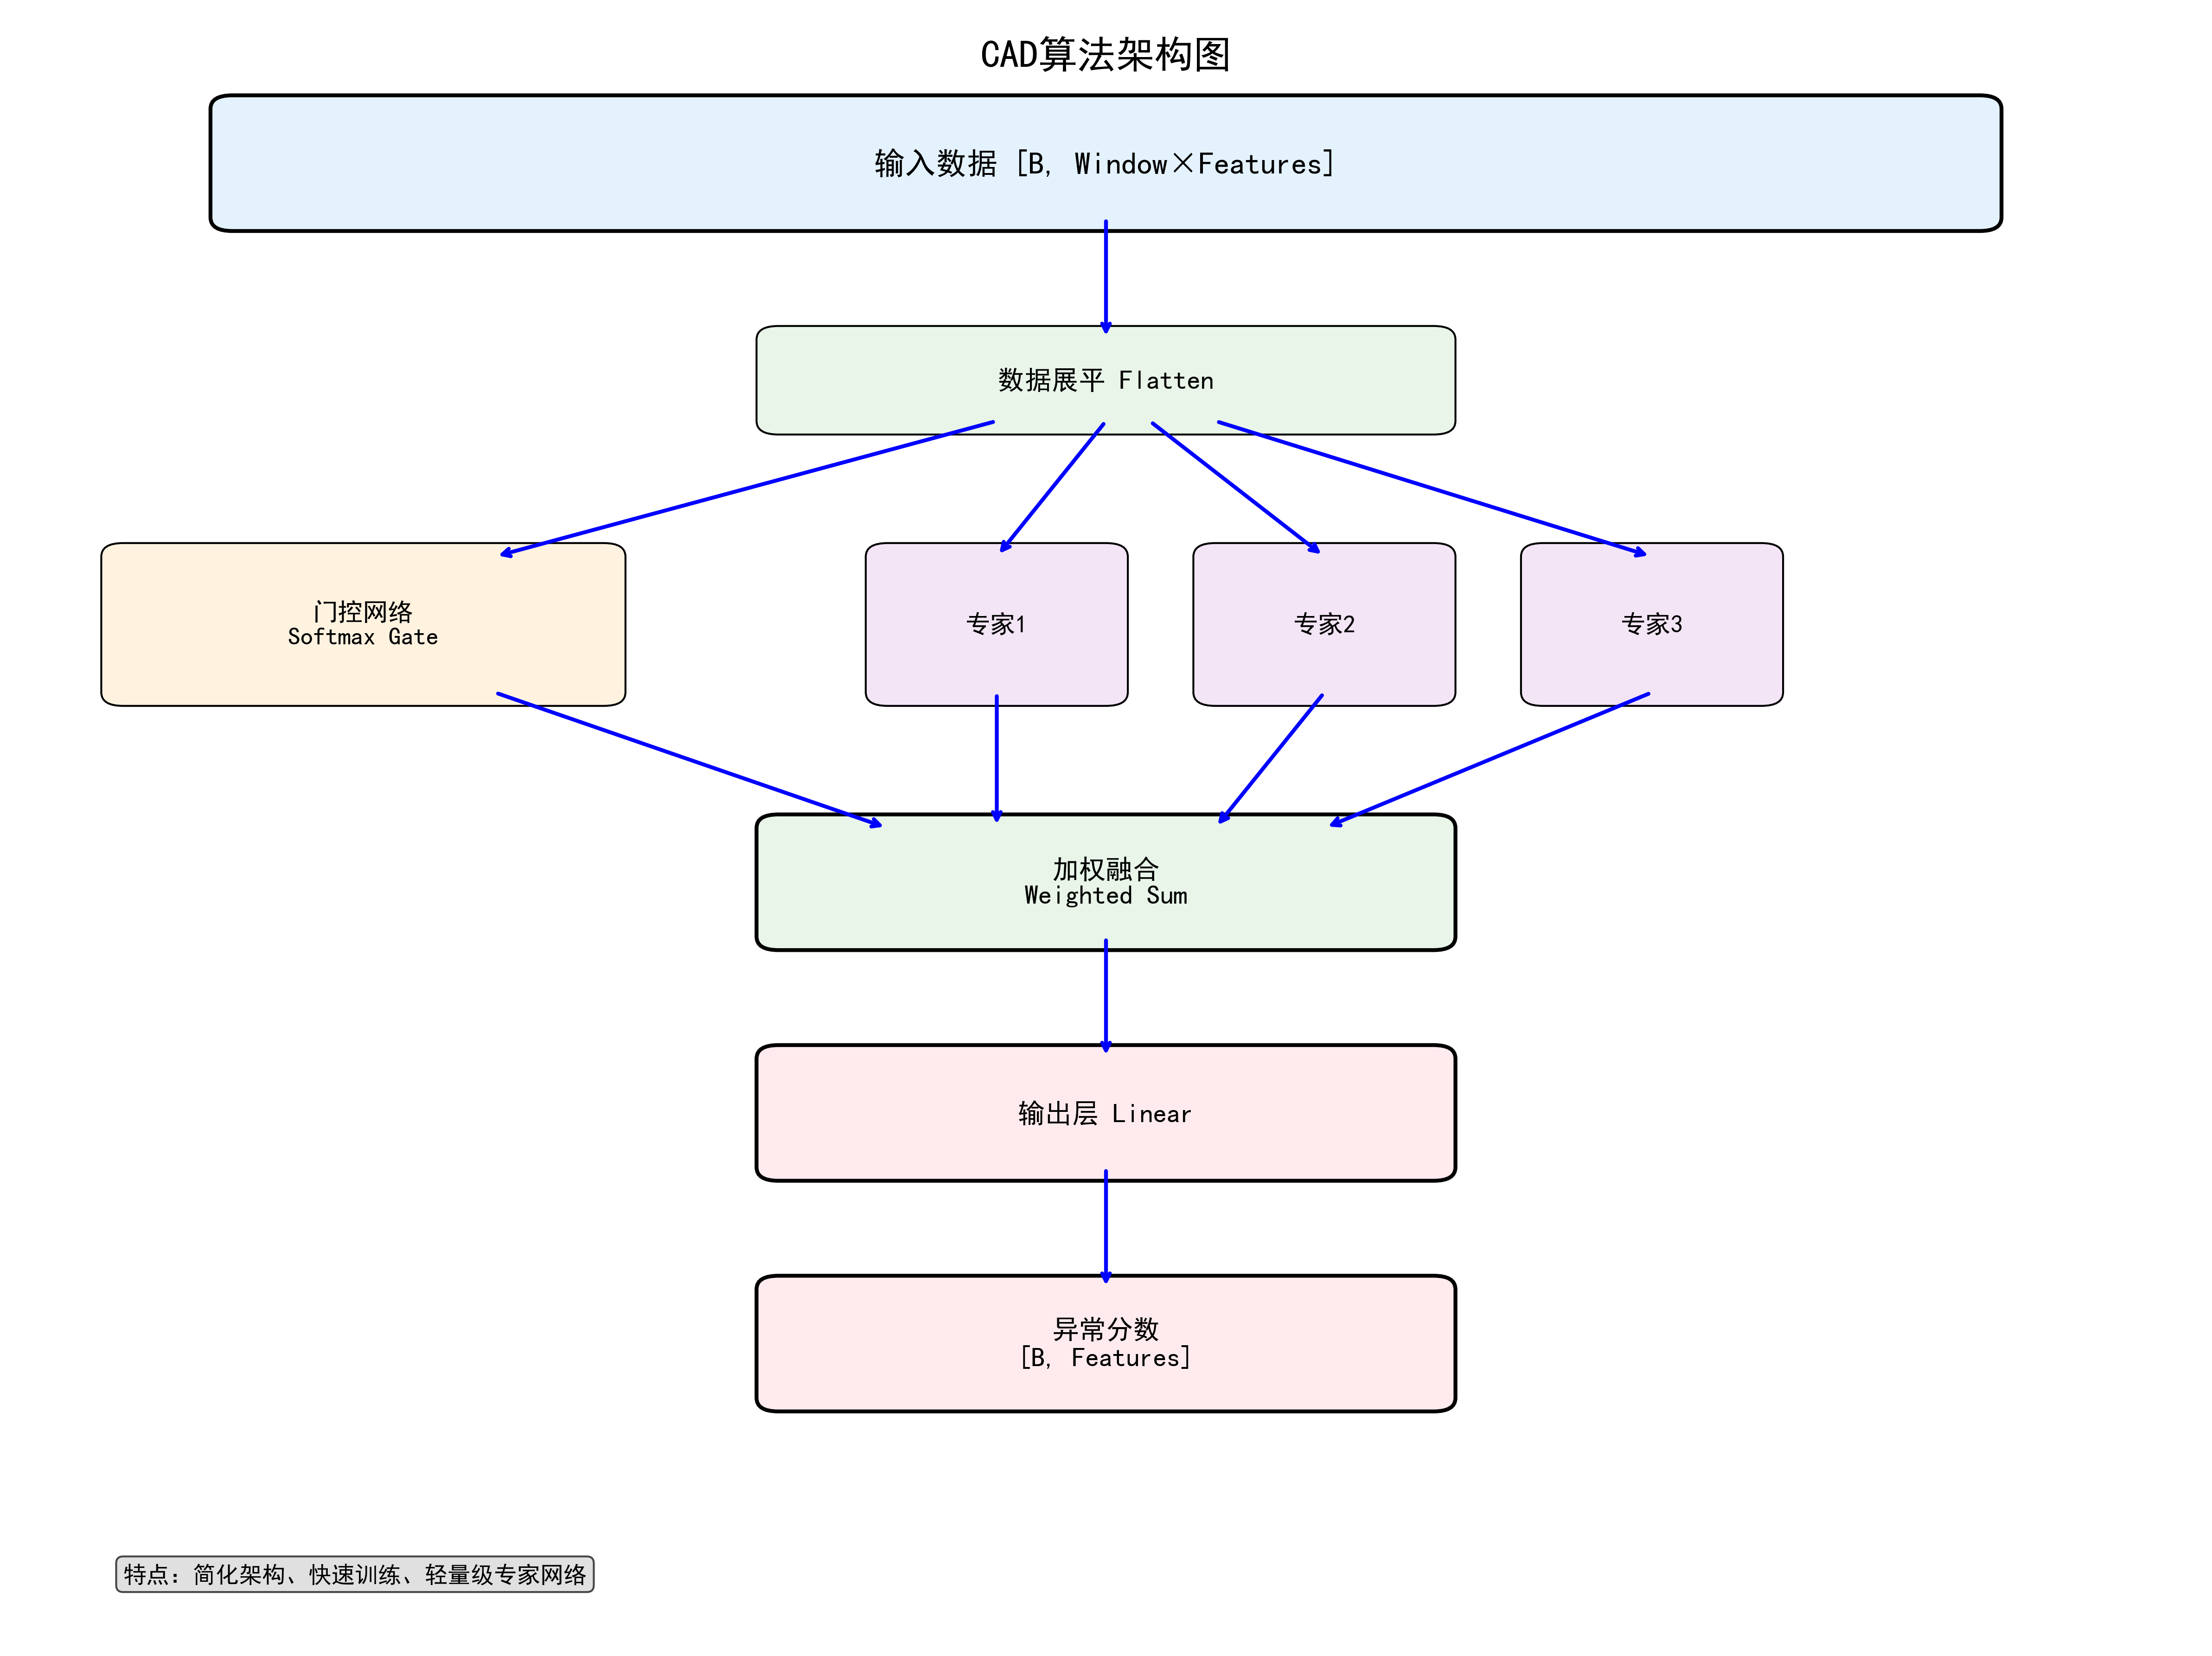 CAD算法架构图
输入数据 [B, Window×Features]
数据展平 Flatten
门控网络
Softmax Gate
专家1
专家2
专家3
加权融合
Weighted Sum
输出层 Linear
异常分数
[B, Features]
特点：简化架构、快速训练、轻量级专家网络